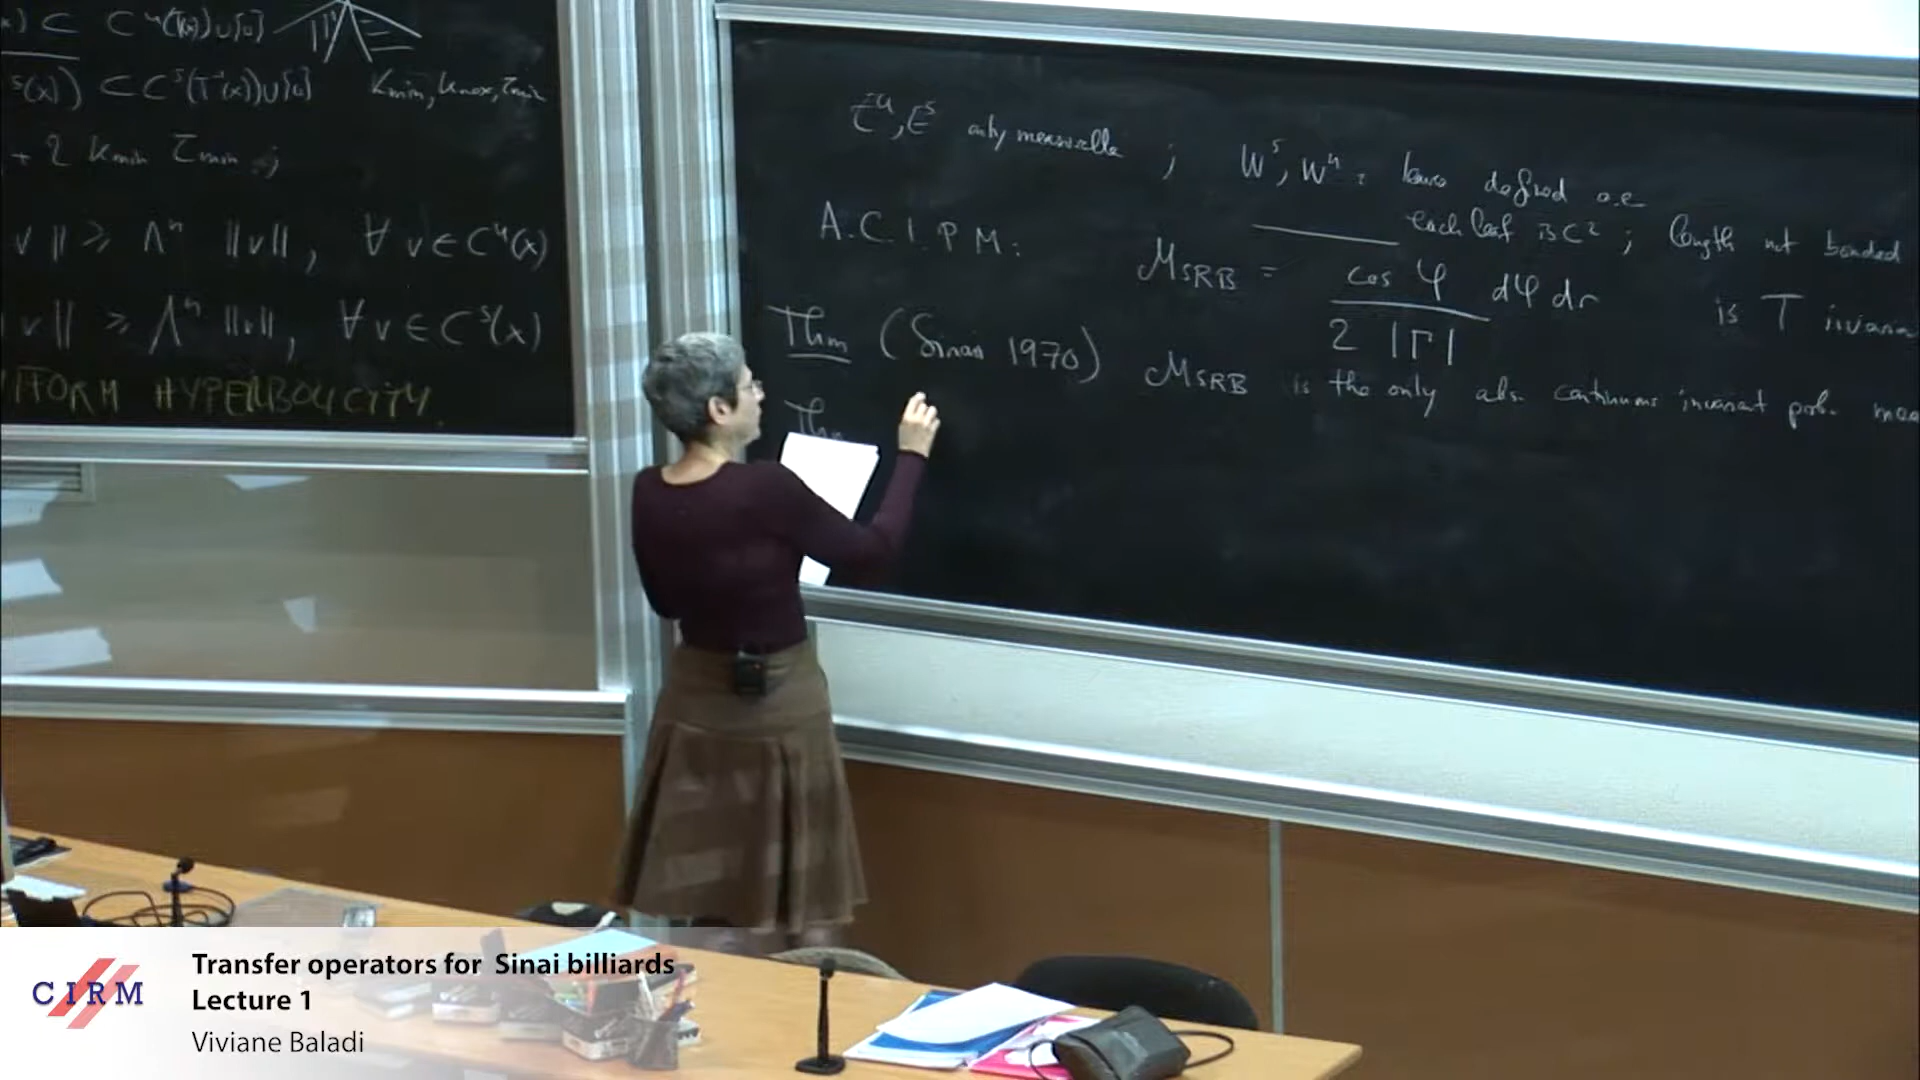 x) ⊂ C^u(T(x)) ∪ {0}
^s(x)) ⊂ C^s(T^{-1}(x)) ∪ {0} K_min, K_max, τ_min
+ 2 K_min τ_min ;
v‖ ⩾ Λ^n ‖v‖, ∀ v ∈ C^u(x)
v‖ ⩾ Λ^n ‖v‖, ∀ v ∈ C^s(x)
IFORM HYPERBOLICITY
E^u, E^s only measurable ; W^s, W^u : leaves defined a.e
each leaf is C^2 ; length not bounded
A.C.I.P M: μ_SRB = cos φ / 2 |Γ| dφ dr is T invaria
Thm (Sinai 1970) μ_SRB is the only abs. continuous invariant prob. mea
Thm
CIRM
Transfer operators for Sinai billiards
Lecture 1
Viviane Baladi